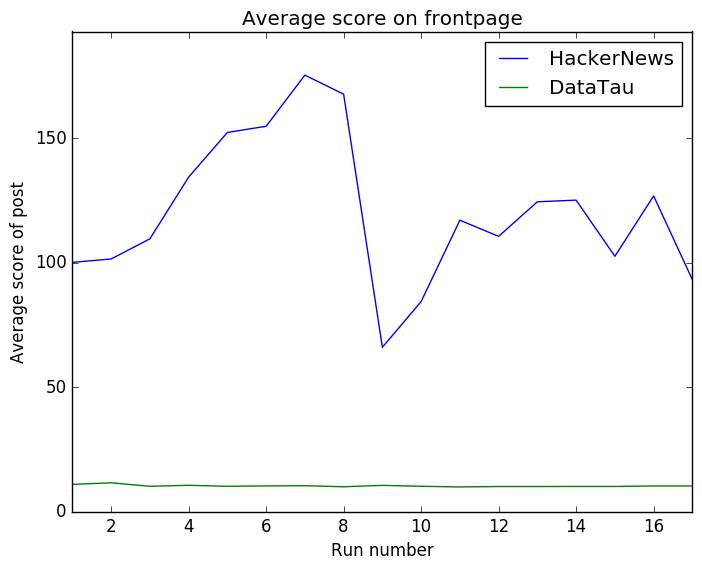 Average score on frontpage
HackerNews
DataTau
Average score of post
150
100
50
0
2 4 6 8 10 12 14 16
Run number